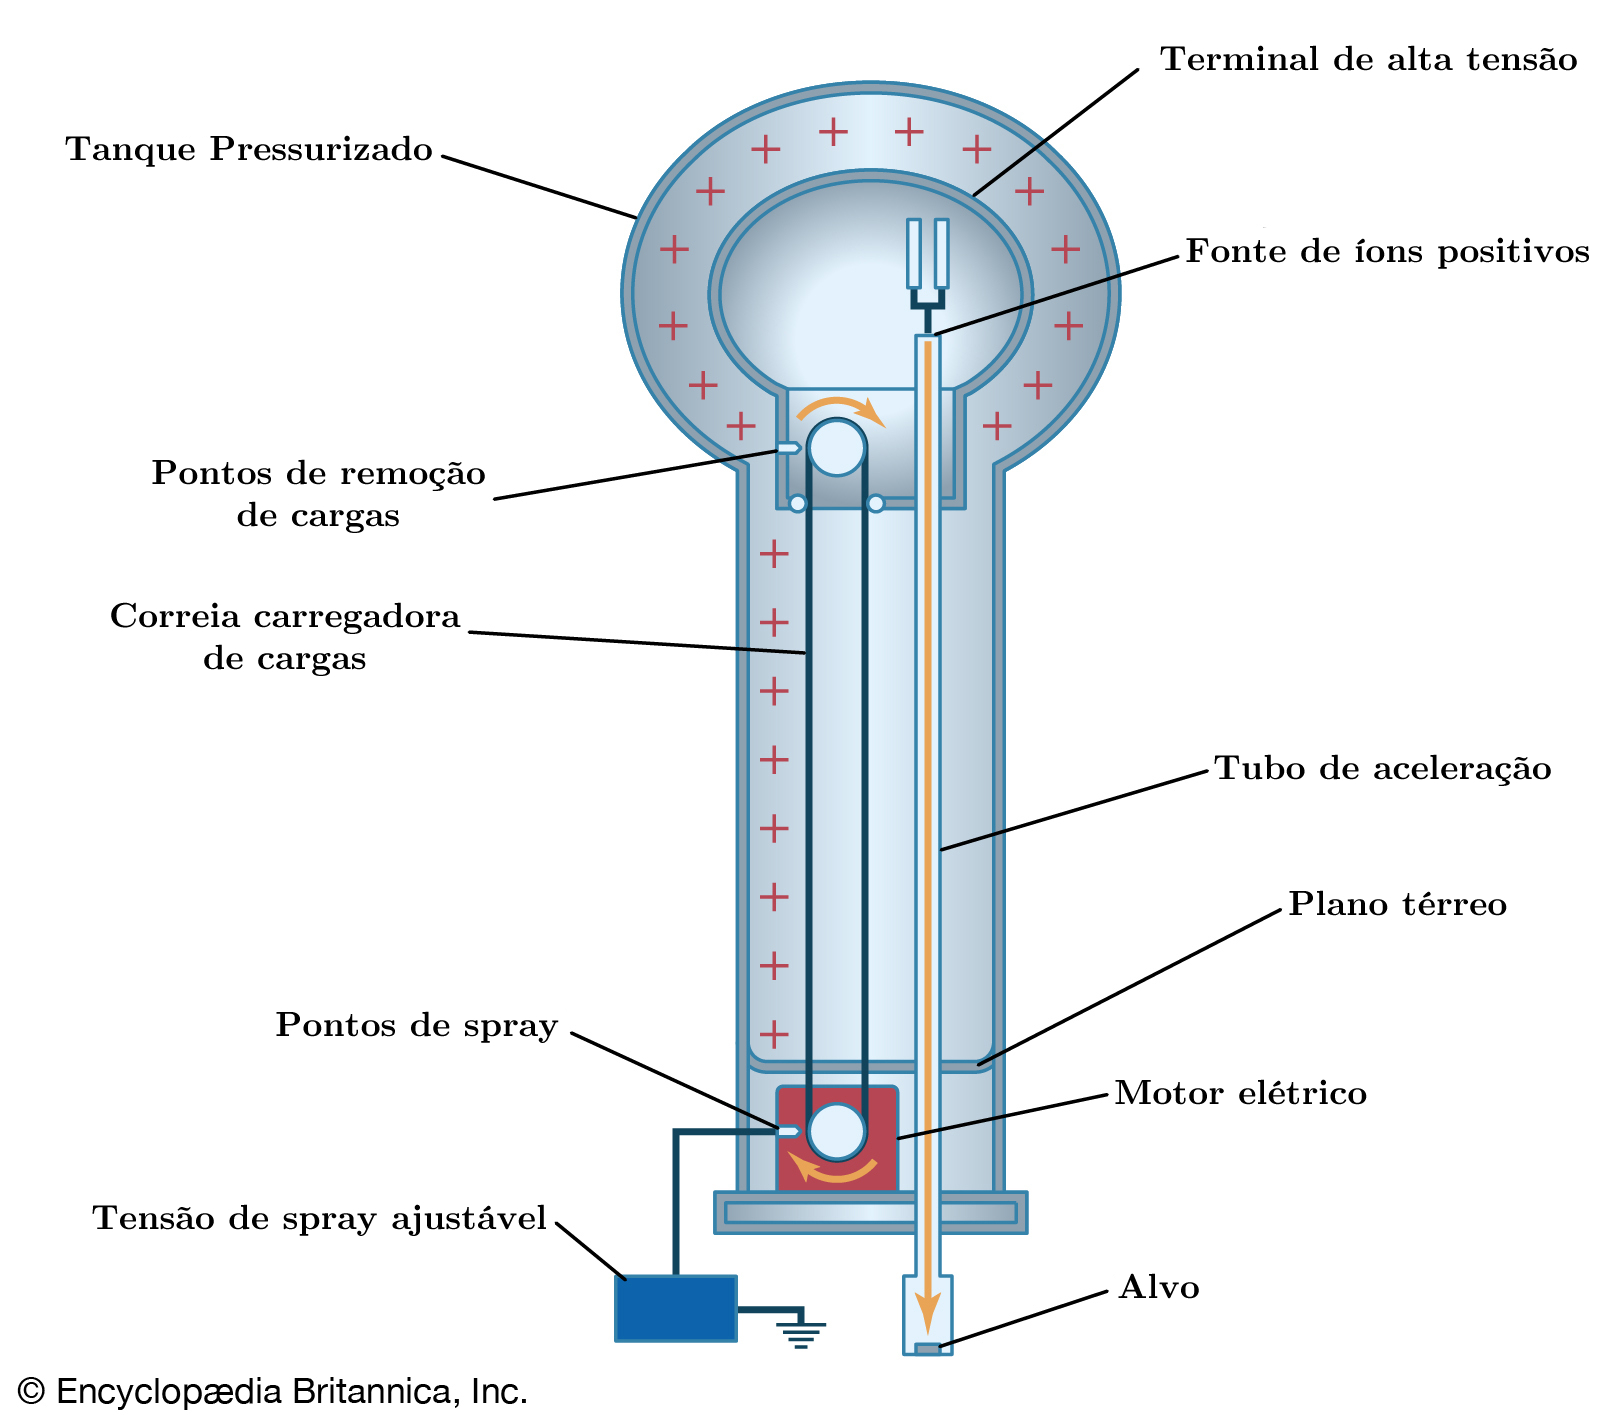 Terminal de alta tensão
Tanque Pressurizado
Fonte de íons positivos
Pontos de remoção
de cargas
Correia carregadora
de cargas
Tubo de aceleração
Plano térreo
Pontos de spray
Motor elétrico
Tensão de spray ajustável
Alvo
© Encyclopædia Britannica, Inc.